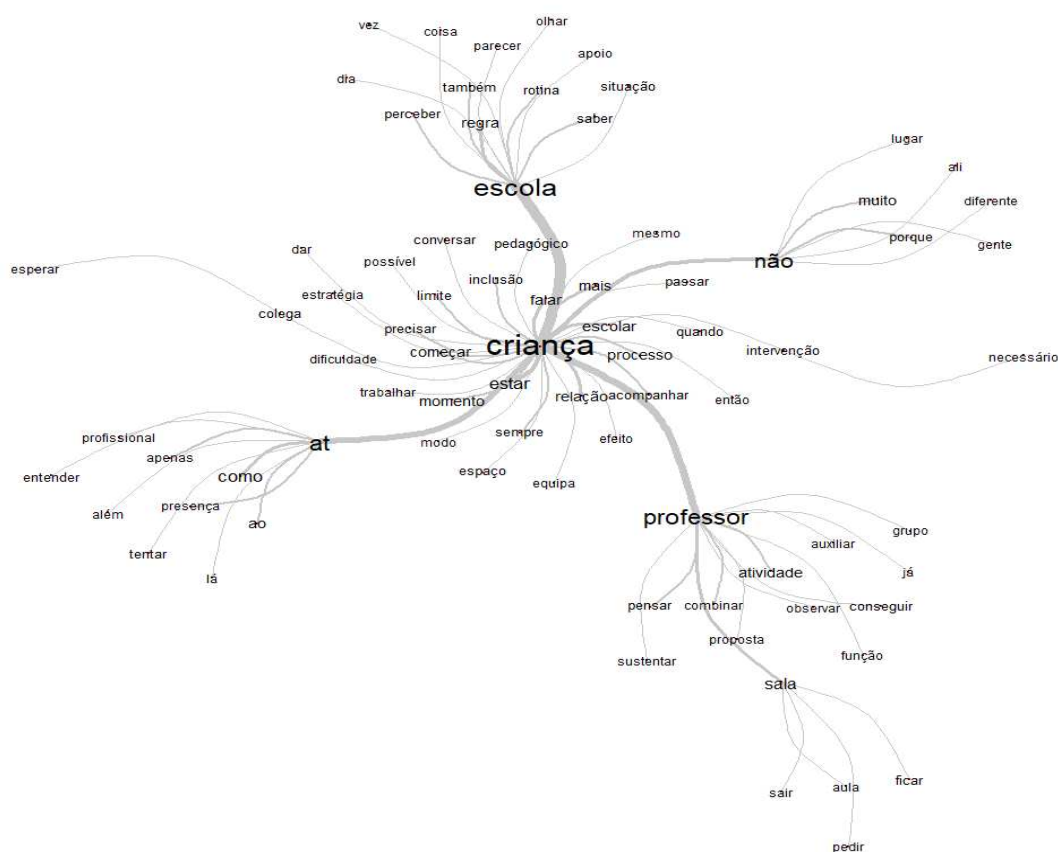 vez
coisa
olhar
parecer
apoio
dia
também
rotina
situação
perceber
regra
saber
escola
lugar
ali
muito
diferente
porque
gente
não
mesmo
conversar
pedagógico
dar
possível
inclusão
mais
passar
esperar
estratégia
limite
falar
colega
precisar
escolar
quando
criança
começar
processo
intervenção
necessário
dificuldade
estar
trabalhar
momento
relação
acompanhar
então
profissional
at
modo
sempre
efeito
apenas
entender
como
espaço
equipa
presença
além
ao
tentar
lá
professor
grupo
auxiliar
atividade
já
pensar
combinar
observar
conseguir
proposta
sustentar
função
sala
sair
aula
ficar
pedir